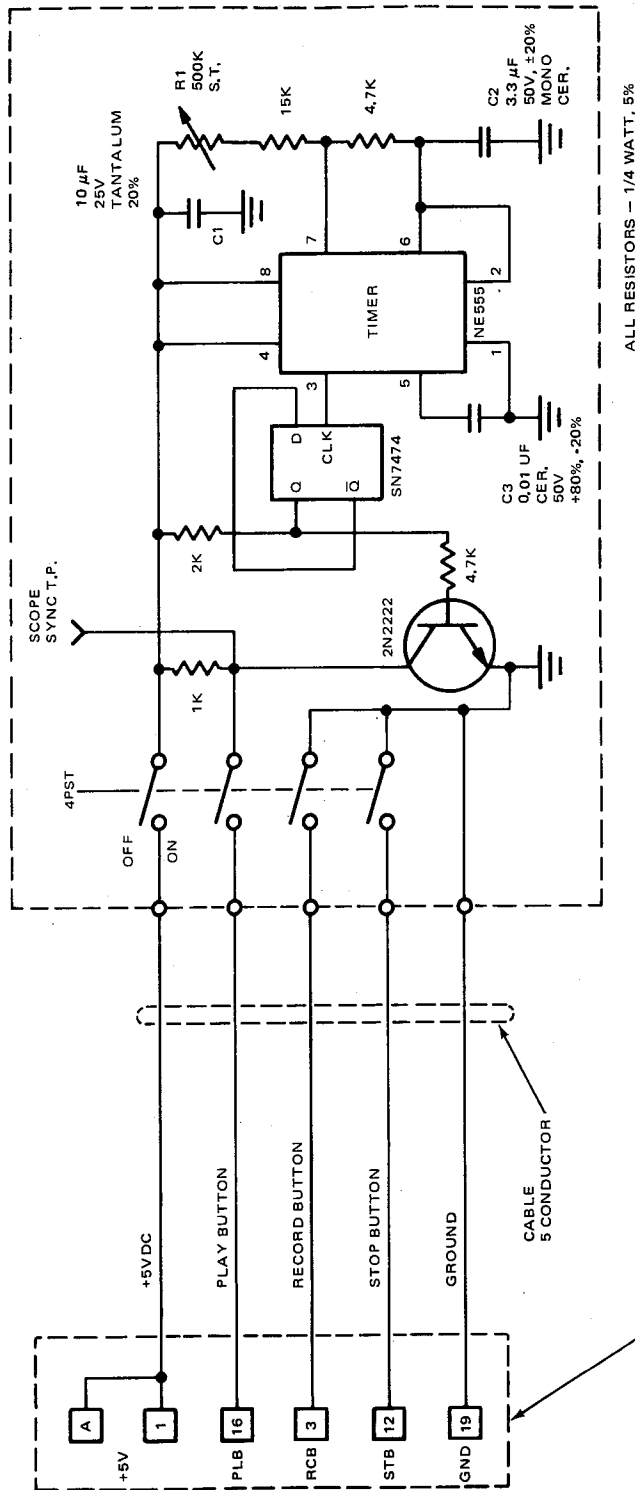 A
1
+5V
16
PLB
3
RCB
12
STB
19
GND
+5VDC
PLAY BUTTON
RECORD BUTTON
STOP BUTTON
GROUND
CABLE
5 CONDUCTOR
4PST
OFF
ON
SCOPE
SYNC T.P.
1K
2K
2N2222
4.7K
Q
D
CLK
Q
SN7474
10 µF
25V
TANTALUM
20%
C1
R1
500K
S.T.
15K
4.7K
4
8
7
3
TIMER
6
5
1
2
NE555
C3
0.01 UF
CER.
50V
+80%, -20%
C2
3.3 µF
50V, ±20%
MONO
CER.
ALL RESISTORS – 1/4 WATT, 5%